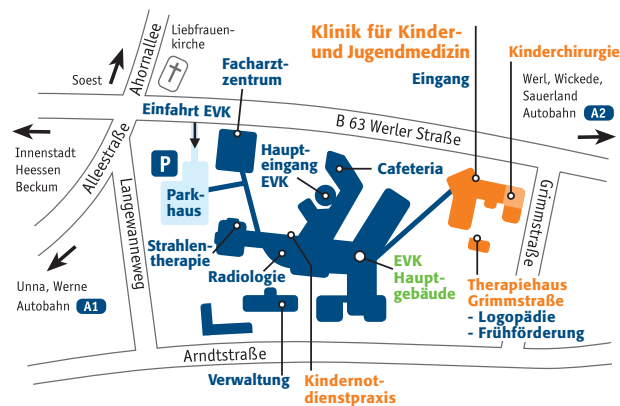 Liebfrauen-
kirche
Ahornallee
Soest
Klinik für Kinder-
und Jugendmedizin
Eingang
Kinderchirurgie
Werl, Wickede,
Sauerland
Autobahn A2
Facharzt-
zentrum
Einfahrt EVK
B 63 Werler Straße
Innenstadt
Heessen
Beckum
Alleestraße
P
Park-
haus
Haupt-
eingang
EVK
Cafeteria
Langewanneweg
Grimmstraße
Strahlen-
therapie
Radiologie
EVK
Haupt-
gebäude
Therapiehaus
Grimmstraße
- Logopädie
- Frühförderung
Unna, Werne
Autobahn A1
Arndtstraße
Verwaltung
Kindernot-
dienstpraxis